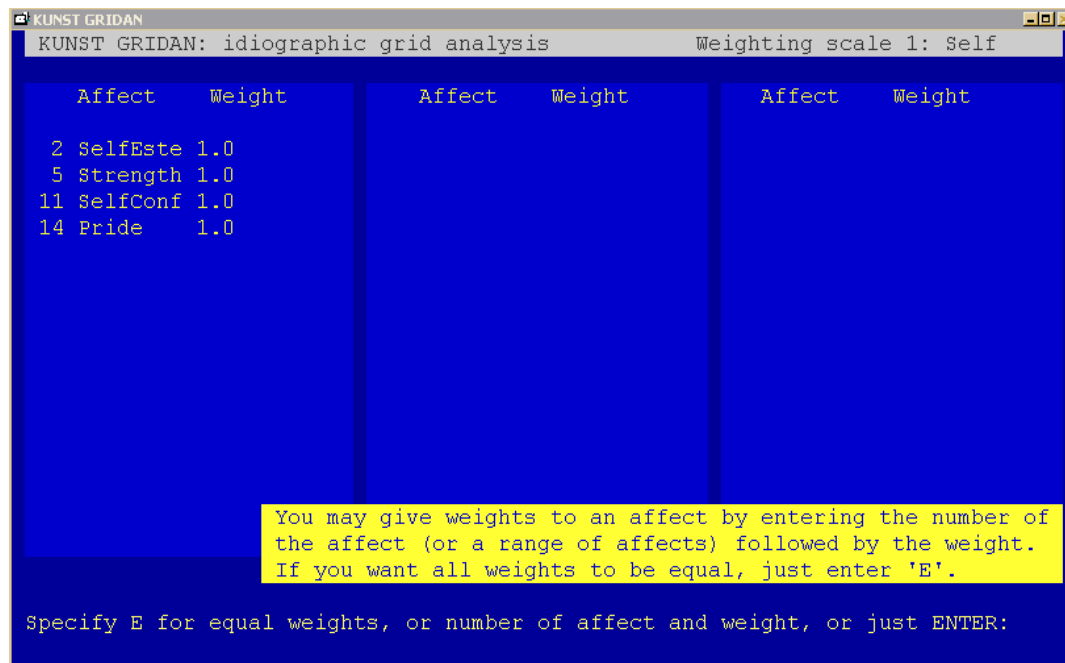 KUNST GRIDAN
KUNST GRIDAN: idiographic grid analysis Weighting scale 1: Self
Affect Weight Affect Weight Affect Weight
2 SelfEste 1.0
5 Strength 1.0
11 SelfConf 1.0
14 Pride 1.0
You may give weights to an affect by entering the number of
the affect (or a range of affects) followed by the weight.
If you want all weights to be equal, just enter 'E'.
Specify E for equal weights, or number of affect and weight, or just ENTER: